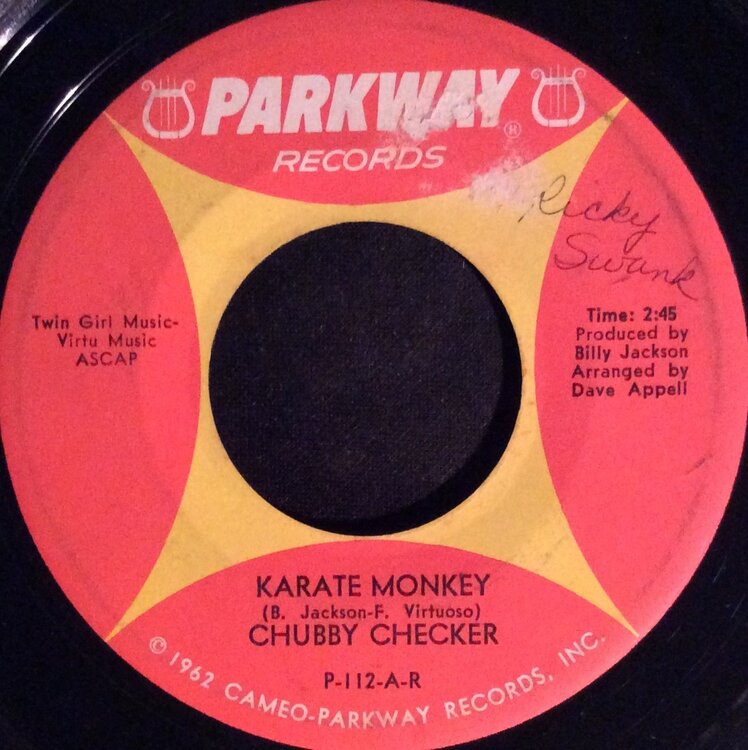 PARKWAY®
RECORDS
Ricky
Swank
Twin Girl Music-
Virtu Music
ASCAP
Time: 2:45
Produced by
Billy Jackson
Arranged by
Dave Appell
KARATE MONKEY
(B. Jackson-F. Virtuoso)
CHUBBY CHECKER
P-112-A-R
© 1962 CAMEO-PARKWAY RECORDS, INC.